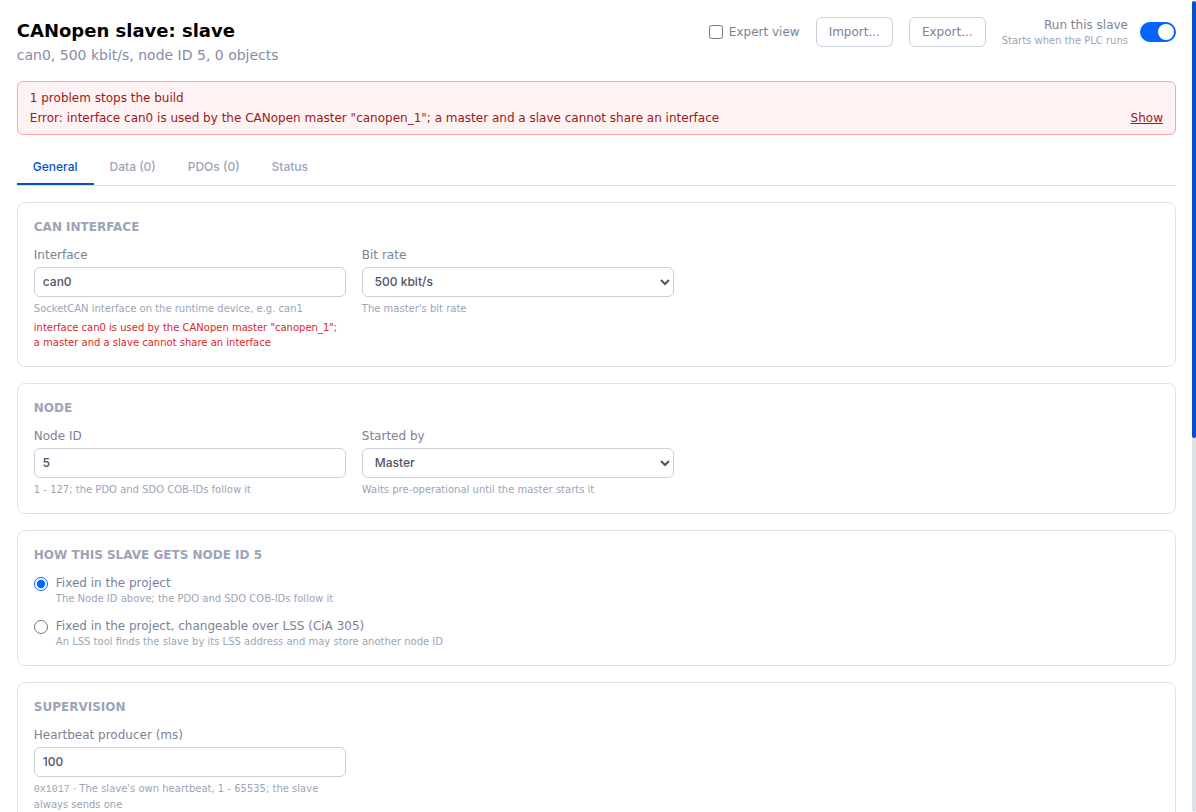 CANopen slave: slave
can0, 500 kbit/s, node ID 5, 0 objects
Expert view
Import...
Export...
Run this slave
Starts when the PLC runs
1 problem stops the build
Error: interface can0 is used by the CANopen master "canopen_1"; a master and a slave cannot share an interface
Show
General
Data (0)
PDOs (0)
Status
CAN INTERFACE
Interface
Bit rate
can0
500 kbit/s
SocketCAN interface on the runtime device, e.g. can1
The master's bit rate
interface can0 is used by the CANopen master "canopen_1";
a master and a slave cannot share an interface
NODE
Node ID
Started by
5
Master
1 - 127; the PDO and SDO COB-IDs follow it
Waits pre-operational until the master starts it
HOW THIS SLAVE GETS NODE ID 5
Fixed in the project
The Node ID above; the PDO and SDO COB-IDs follow it
Fixed in the project, changeable over LSS (CiA 305)
An LSS tool finds the slave by its LSS address and may store another node ID
SUPERVISION
Heartbeat producer (ms)
100
0x1017 · The slave's own heartbeat, 1 - 65535; the slave
always sends one